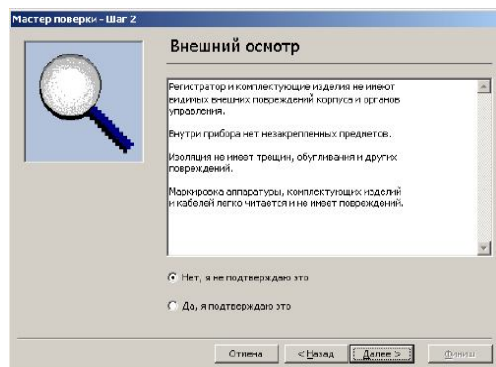 Мастер поверки - Шаг 2
Внешний осмотр
Регистратор и комплектующие изделия не имеют
видимых внешних повреждений корпуса и органов
управления.
Внутри прибора нет незакрепленных предметов.
Изоляция не имеет трещин, обугливания и других
повреждений.
Маркировка аппаратуры, комплектующих изделий
и кабелей легко читается и не имеет повреждений.
Нет, я не подтверждаю это
Да, я подтверждаю это
Отмена
< Назад
Далее >
Финиш